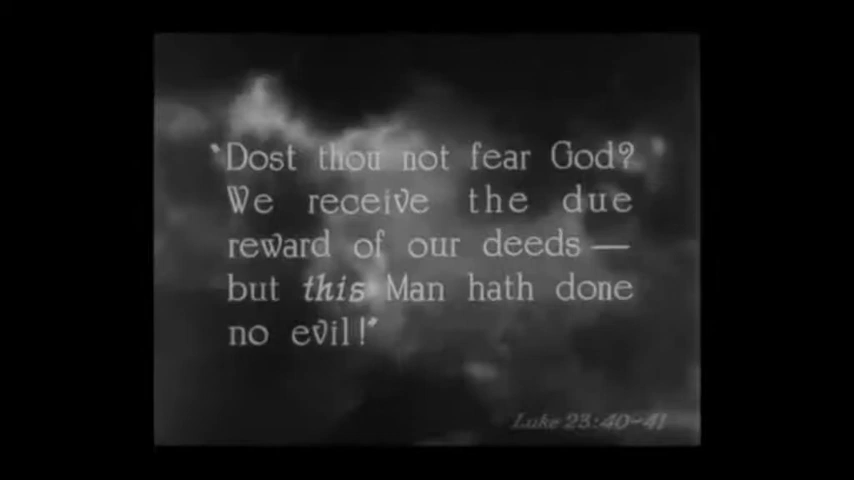 "Dost thou not fear God?
We receive the due
reward of our deeds —
but this Man hath done
no evil!"
Luke 23:40-41